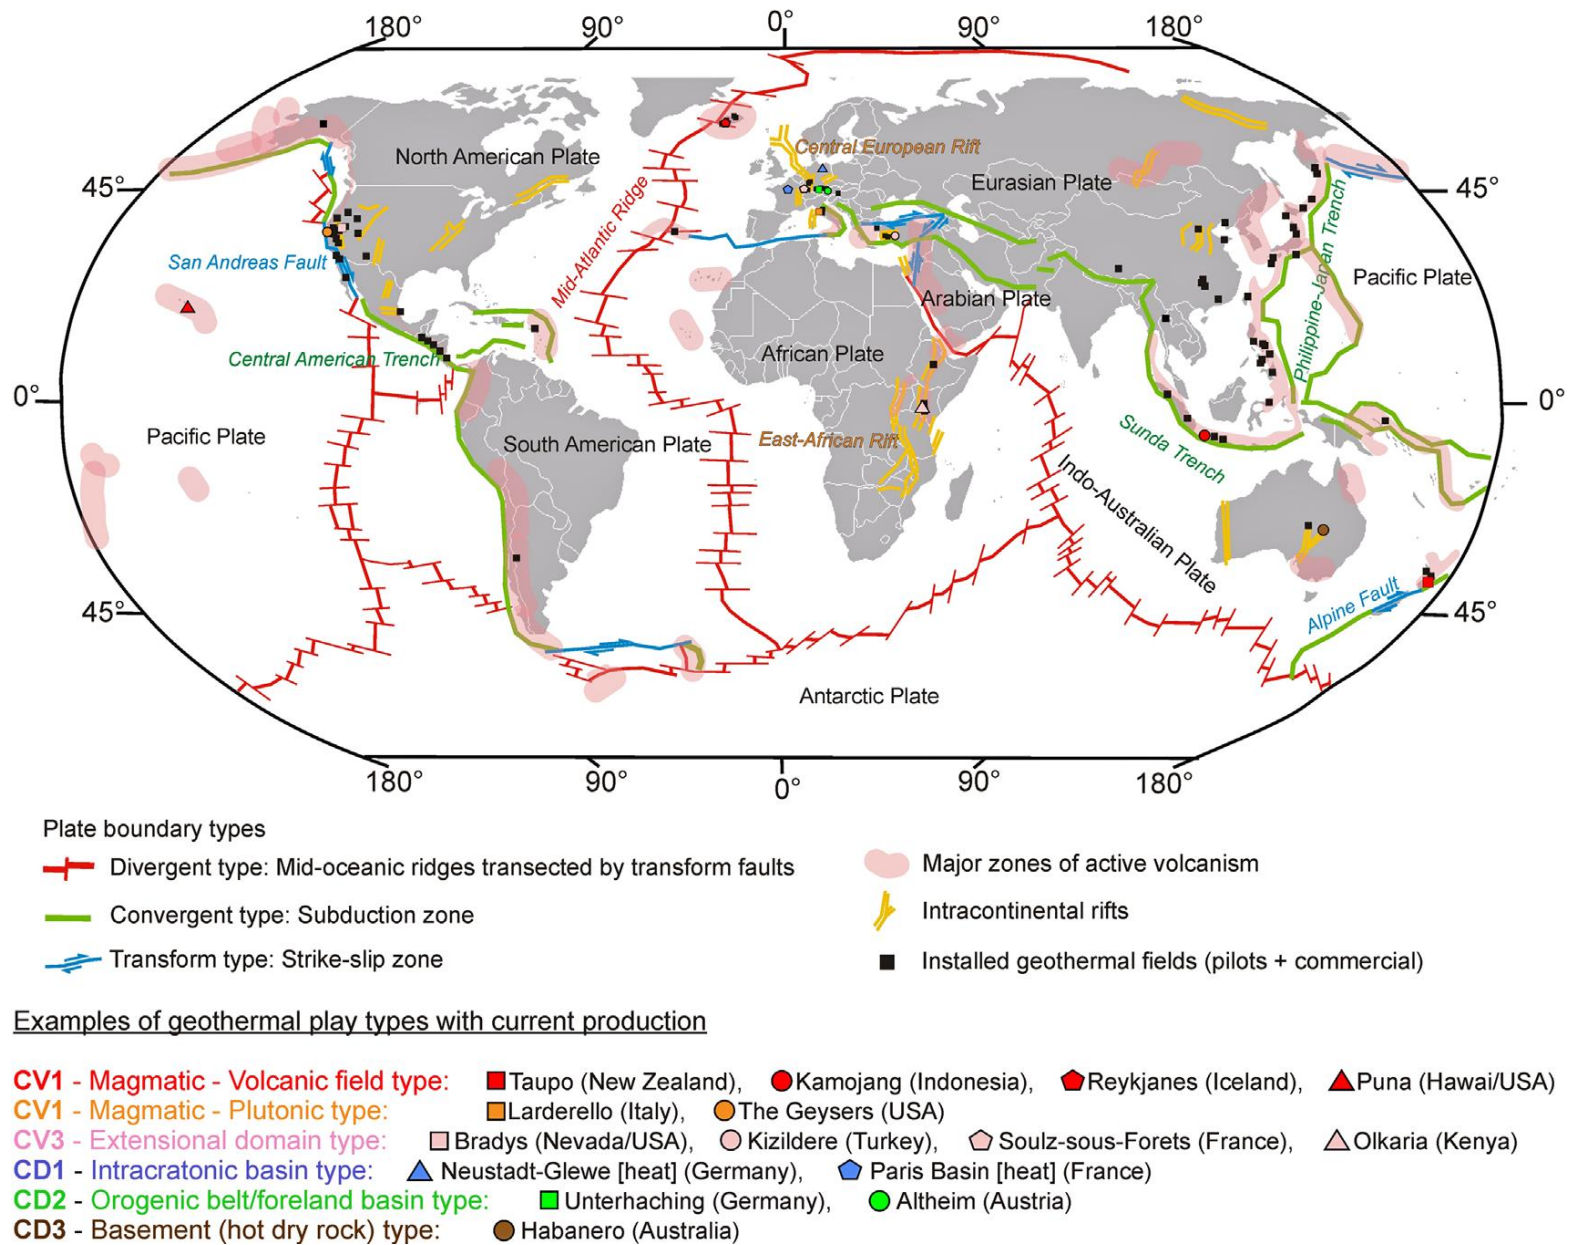 180° 90° 0° 90° 180°
North American Plate
Central European Rift
Eurasian Plate
45° 45°
Mid-Atlantic Ridge
San Andreas Fault
Philippine-Japan Trench
Pacific Plate
Arabian Plate
Central American Trench
African Plate
0° 0°
Pacific Plate
South American Plate
East-African Rift
Sunda Trench
Indo-Australian Plate
Alpine Fault
45° 45°
Antarctic Plate
180° 90° 0° 90° 180°
Plate boundary types
Divergent type: Mid-oceanic ridges transected by transform faults
Convergent type: Subduction zone
Transform type: Strike-slip zone
Major zones of active volcanism
Intracontinental rifts
Installed geothermal fields (pilots + commercial)
Examples of geothermal play types with current production
CV1 - Magmatic - Volcanic field type: Taupo (New Zealand), Kamojang (Indonesia), Reykjanes (Iceland), Puna (Hawai/USA)
CV1 - Magmatic - Plutonic type: Larderello (Italy), The Geysers (USA)
CV3 - Extensional domain type: Bradys (Nevada/USA), Kizildere (Turkey), Soulz-sous-Forets (France), Olkaria (Kenya)
CD1 - Intracratonic basin type: Neustadt-Glewe [heat] (Germany), Paris Basin [heat] (France)
CD2 - Orogenic belt/foreland basin type: Unterhaching (Germany), Altheim (Austria)
CD3 - Basement (hot dry rock) type: Habanero (Australia)